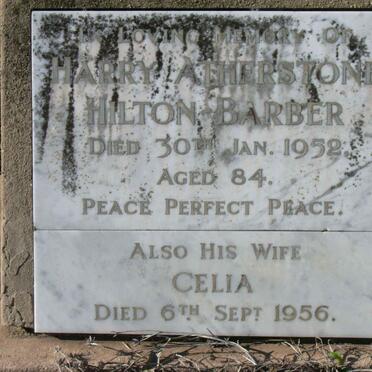 In Loving Memory of
Harry Atherstone
Hilton-Barber
Died 30th Jan. 1952.
Aged 84.
Peace Perfect Peace.
Also His Wife
Celia
Died 6th Sept 1956.